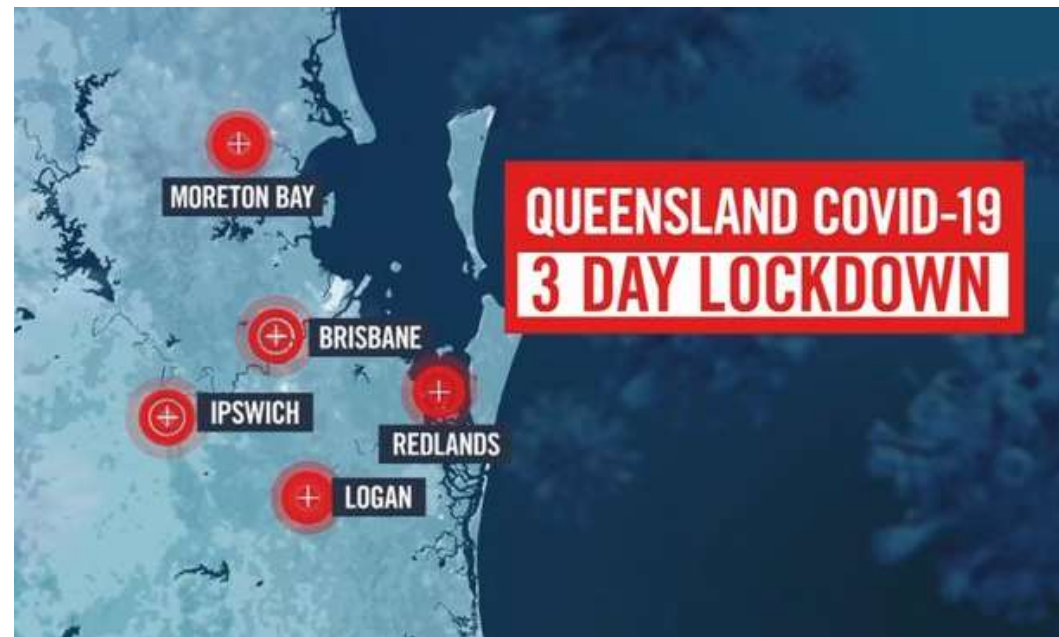 MORETON BAY
QUEENSLAND COVID-19
3 DAY LOCKDOWN
BRISBANE
IPSWICH
REDLANDS
LOGAN